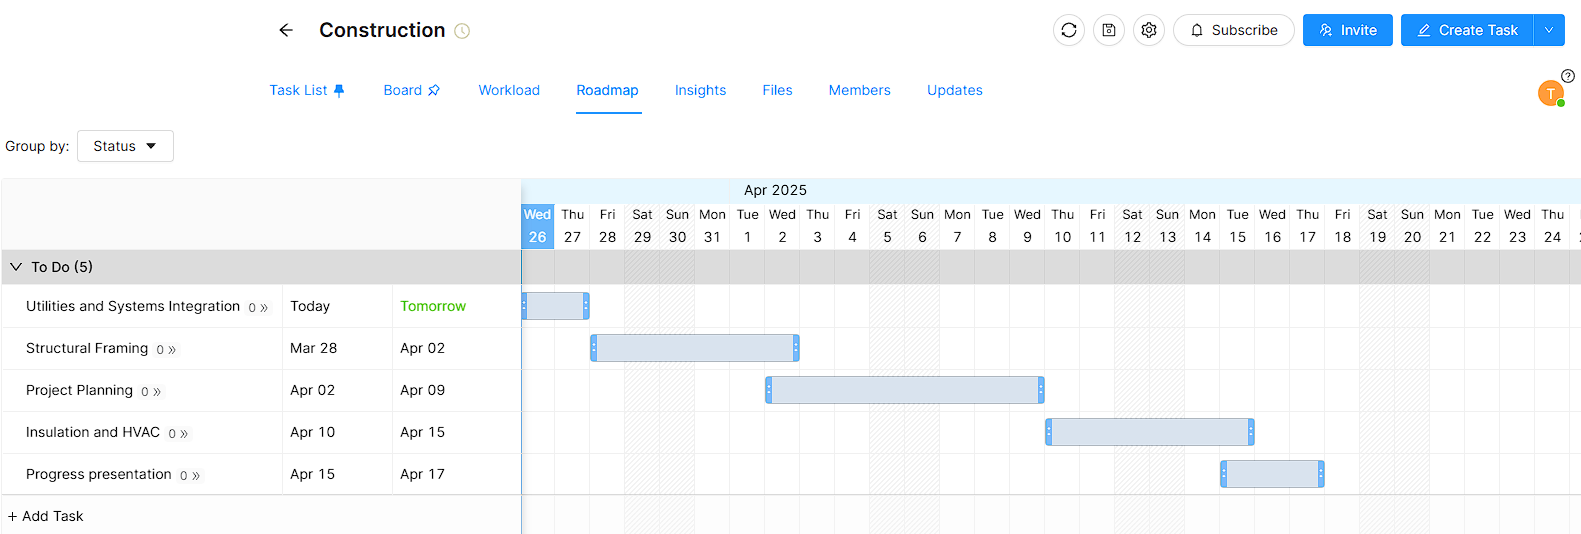 Construction
Subscribe
Invite
Create Task
Task List
Board
Workload
Roadmap
Insights
Files
Members
Updates
?
T
Group by: Status
Apr 2025
Wed Thu Fri Sat Sun Mon Tue Wed Thu Fri Sat Sun Mon Tue Wed Thu Fri Sat Sun Mon Tue Wed Thu Fri Sat Sun Mon Tue Wed Thu
26 27 28 29 30 31 1 2 3 4 5 6 7 8 9 10 11 12 13 14 15 16 17 18 19 20 21 22 23 24
To Do (5)
Utilities and Systems Integration 0 » Today Tomorrow
Structural Framing 0 » Mar 28 Apr 02
Project Planning 0 » Apr 02 Apr 09
Insulation and HVAC 0 » Apr 10 Apr 15
Progress presentation 0 » Apr 15 Apr 17
+ Add Task